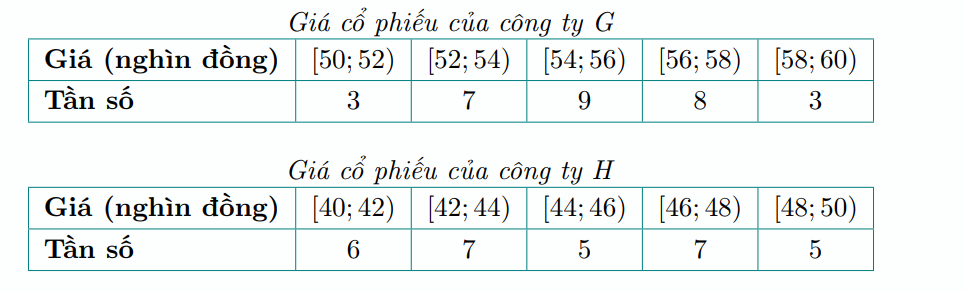 Giá cổ phiếu của công ty G
Giá (nghìn đồng) [50; 52) [52; 54) [54; 56) [56; 58) [58; 60)
Tần số 3 7 9 8 3
Giá cổ phiếu của công ty H
Giá (nghìn đồng) [40; 42) [42; 44) [44; 46) [46; 48) [48; 50)
Tần số 6 7 5 7 5